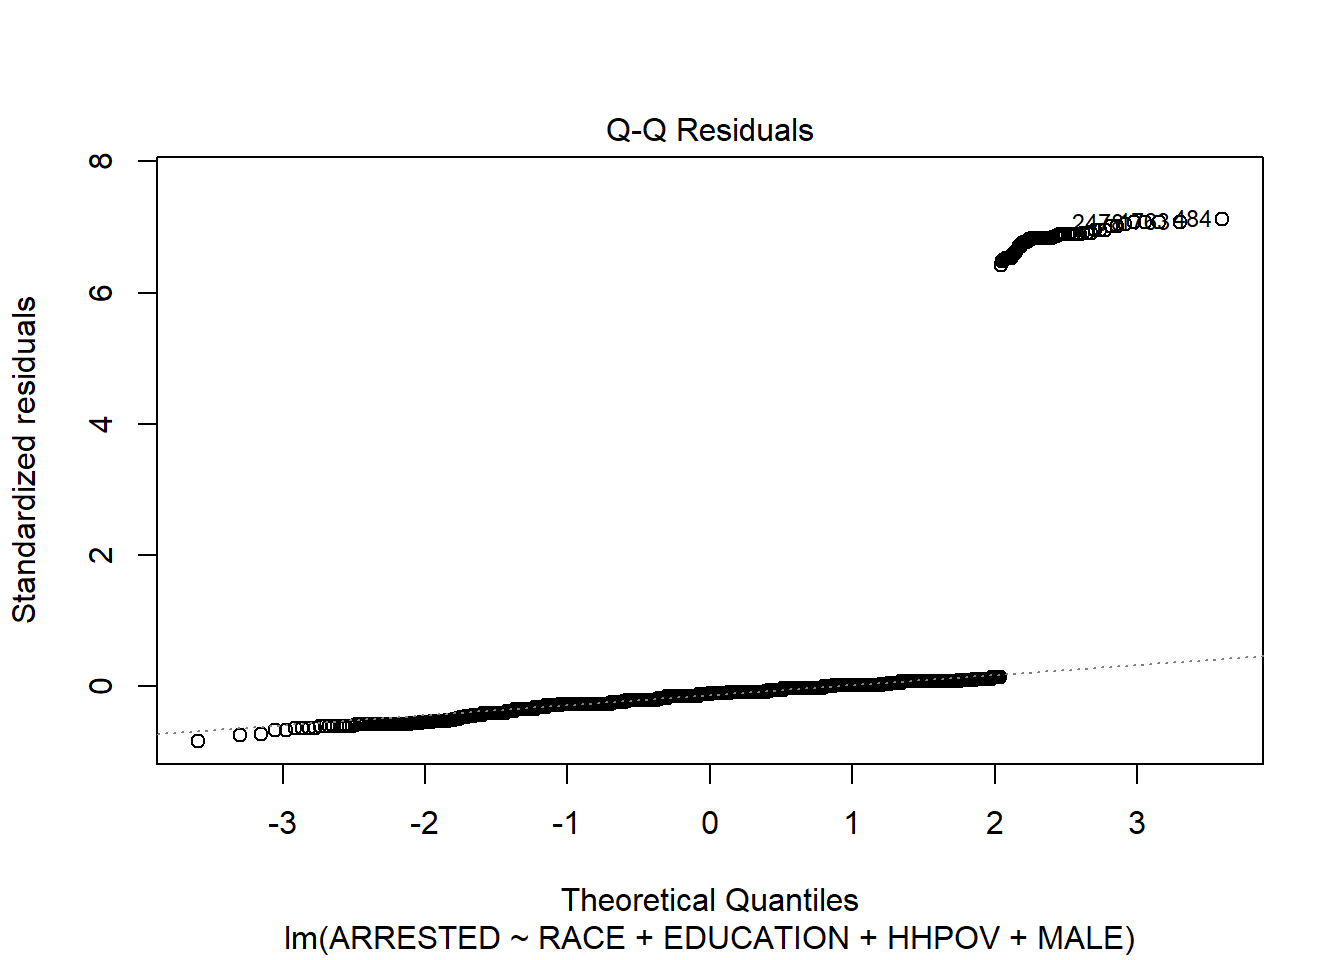 Q-Q Residuals
8
6
4
2
0
Standardized residuals
484
-3 -2 -1 0 1 2 3
Theoretical Quantiles
lm(ARRESTED ~ RACE + EDUCATION + HHPOV + MALE)